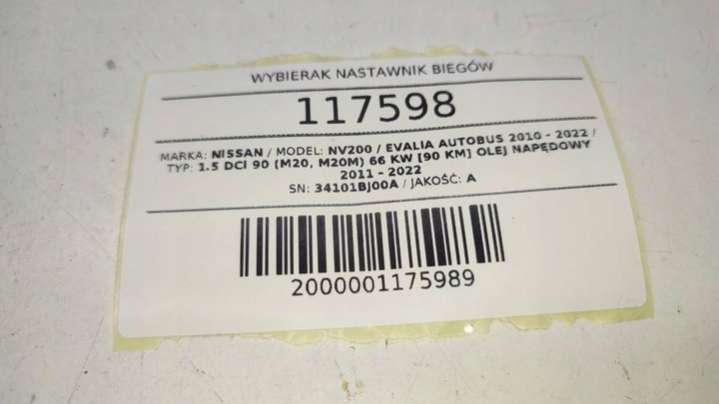 WYBIERAK NASTAWNIK BIEGÓW
117598
MARKA: NISSAN / MODEL: NV200 / EVALIA AUTOBUS 2010 - 2022 /
TYP: 1.5 DCI 90 (M20, M20M) 66 KW [90 KM] OLEJ NAPĘDOWY
2011 - 2022
SN: 34101BJ00A / JAKOŚĆ: A
2000001175989